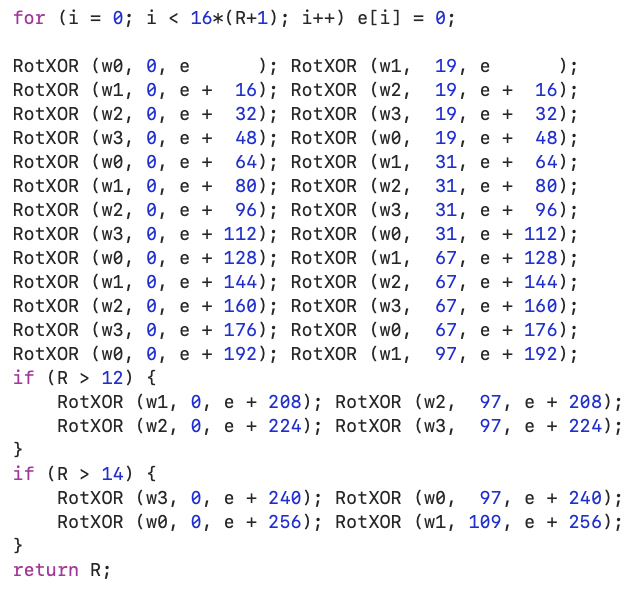 for (i = 0; i < 16*(R+1); i++) e[i] = 0;

RotXOR (w0, 0, e      ); RotXOR (w1,  19, e      );
RotXOR (w1, 0, e +  16); RotXOR (w2,  19, e +  16);
RotXOR (w2, 0, e +  32); RotXOR (w3,  19, e +  32);
RotXOR (w3, 0, e +  48); RotXOR (w0,  19, e +  48);
RotXOR (w0, 0, e +  64); RotXOR (w1,  31, e +  64);
RotXOR (w1, 0, e +  80); RotXOR (w2,  31, e +  80);
RotXOR (w2, 0, e +  96); RotXOR (w3,  31, e +  96);
RotXOR (w3, 0, e + 112); RotXOR (w0,  31, e + 112);
RotXOR (w0, 0, e + 128); RotXOR (w1,  67, e + 128);
RotXOR (w1, 0, e + 144); RotXOR (w2,  67, e + 144);
RotXOR (w2, 0, e + 160); RotXOR (w3,  67, e + 160);
RotXOR (w3, 0, e + 176); RotXOR (w0,  67, e + 176);
RotXOR (w0, 0, e + 192); RotXOR (w1,  97, e + 192);
if (R > 12) {
    RotXOR (w1, 0, e + 208); RotXOR (w2,  97, e + 208);
    RotXOR (w2, 0, e + 224); RotXOR (w3,  97, e + 224);
}
if (R > 14) {
    RotXOR (w3, 0, e + 240); RotXOR (w0,  97, e + 240);
    RotXOR (w0, 0, e + 256); RotXOR (w1, 109, e + 256);
}
return R;